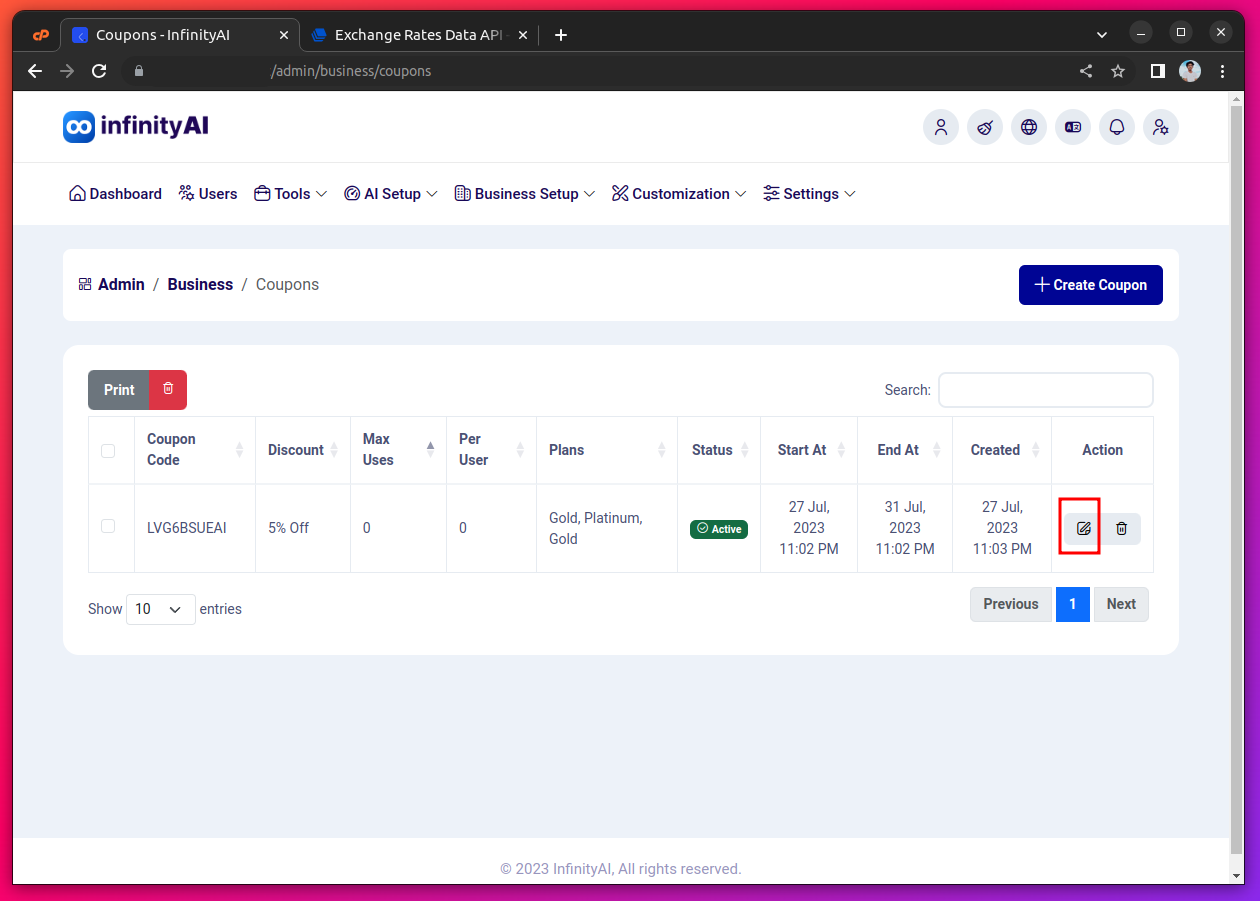 Coupons - InfinityAI
Exchange Rates Data API -
/admin/business/coupons
infinityAI
Dashboard Users Tools AI Setup Business Setup Customization Settings
Admin / Business / Coupons
Create Coupon
Print
Search:
Coupon Code Discount Max Uses Per User Plans Status Start At End At Created Action
LVG6BSUEAI 5% Off 0 0 Gold, Platinum, Gold Active 27 Jul, 2023 11:02 PM 31 Jul, 2023 11:02 PM 27 Jul, 2023 11:03 PM
Show 10 entries
Previous 1 Next
© 2023 InfinityAI, All rights reserved.